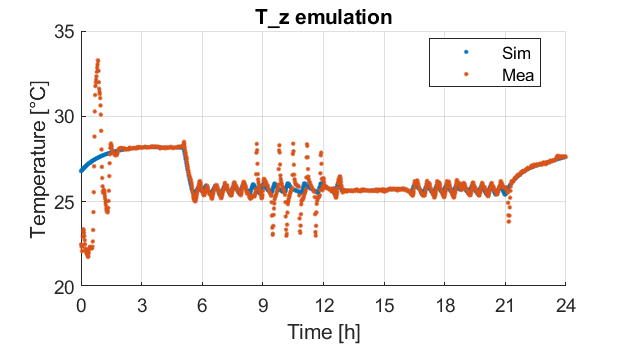 T_z emulation
Temperature [°C]
35
30
25
20
Sim
Mea
0 3 6 9 12 15 18 21 24
Time [h]